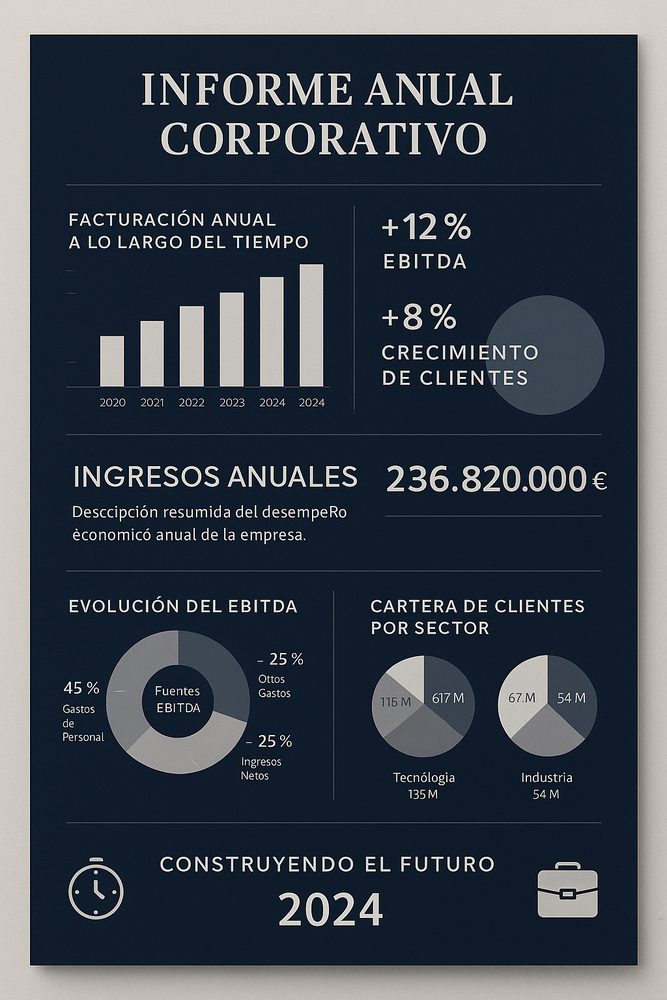 INFORME ANUAL
CORPORATIVO
FACTURACIÓN ANUAL
A LO LARGO DEL TIEMPO
2020 2021 2022 2023 2024 2024
+12 %
EBITDA
+8 %
CRECIMIENTO
DE CLIENTES
INGRESOS ANUALES
Desccipción resumida del desempeRo
èconomicó anual de la empresa.
236.820.000 €
EVOLUCIÓN DEL EBITDA
45 %
Gastos
de
Personal
Fuentes
EBITDA
– 25 %
Ottos
Gastos
– 25 %
Ingresos
Netos
CARTERA DE CLIENTES
POR SECTOR
115 M 617 M
Tecnólogia
135 M
67.M 54 M
Industria
54 M
CONSTRUYENDO EL FUTURO
2024